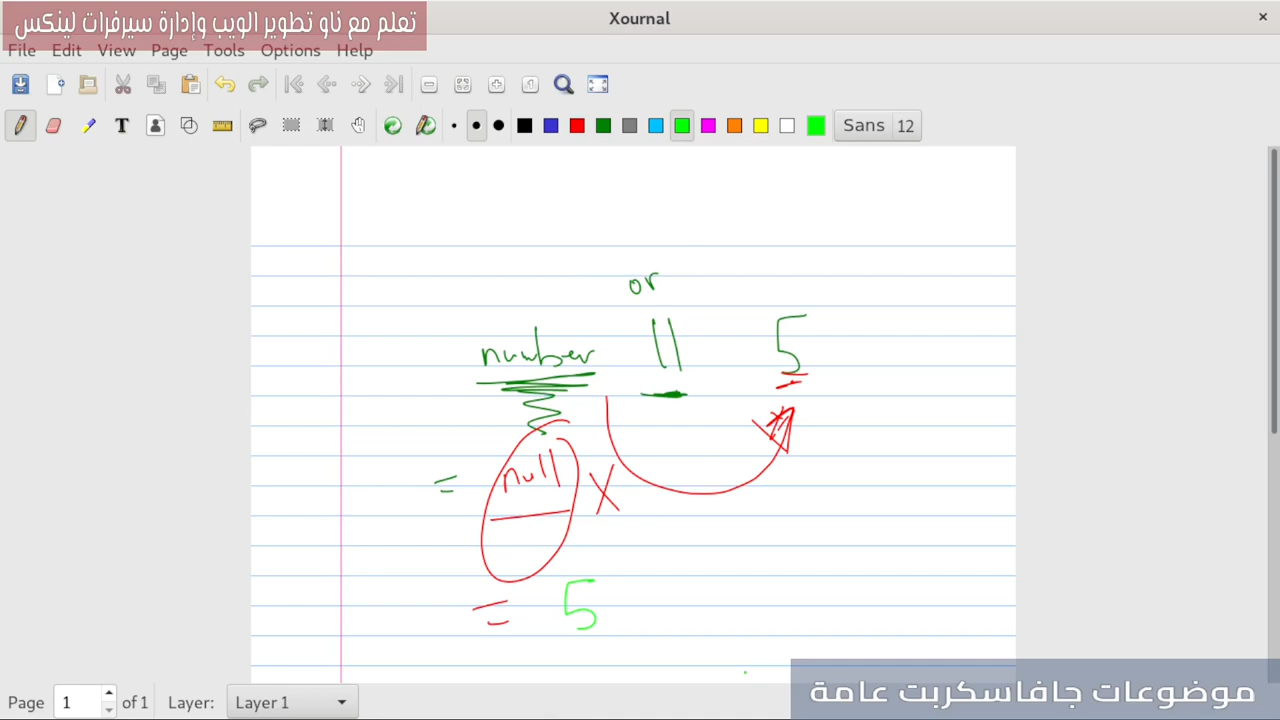 Xournal ×
تعلم مع ناو تطوير الويب وإدارة سيرفرات لينكس
File Edit View Page Tools Options Help
T Sans 12
or
number || 5
= null X
= 5
Page 1 of 1 Layer: Layer 1
موضوعات جافاسكربت عامة